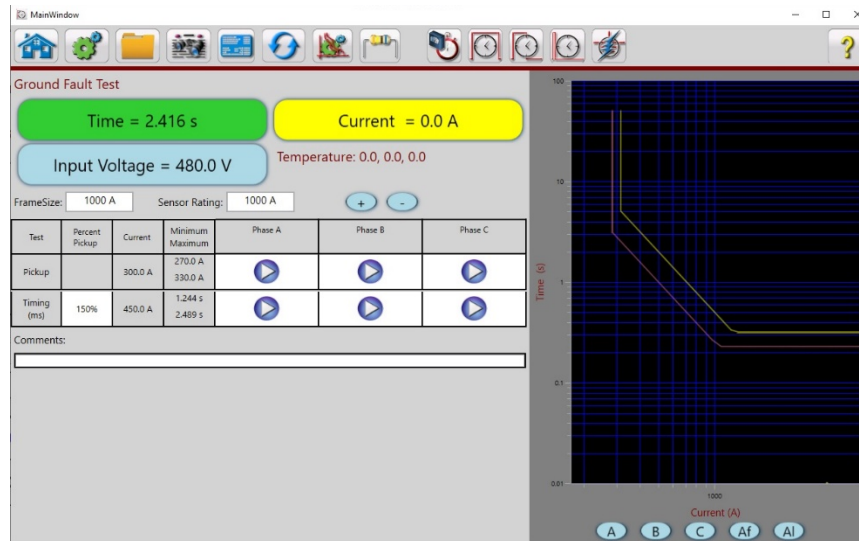 MainWindow
?
Ground Fault Test
Time = 2.416 s
Current = 0.0 A
Input Voltage = 480.0 V
Temperature: 0.0, 0.0, 0.0
FrameSize: 1000 A Sensor Rating: 1000 A + -
Test Percent Pickup Current Minimum Maximum Phase A Phase B Phase C
Pickup 300.0 A 270.0 A 330.0 A
Timing (ms) 150% 450.0 A 1.244 s 2.489 s
Comments:
100
10
1
0.1
0.01
Time (s)
1000
Current (A)
A B C Af Al